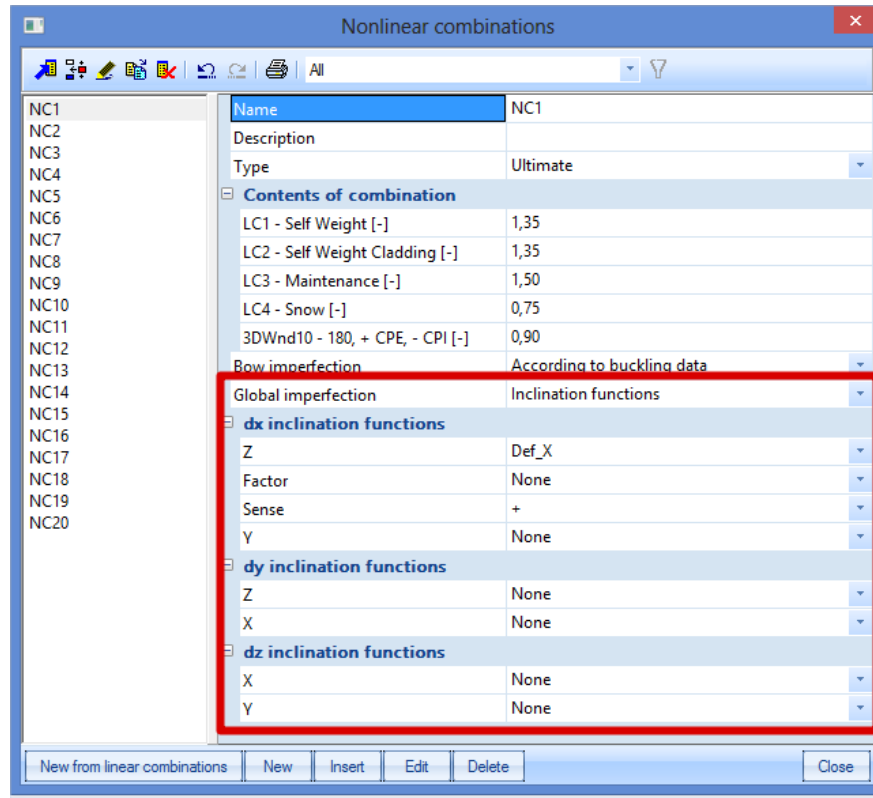 Nonlinear combinations
All
NC1
NC2
NC3
NC4
NC5
NC6
NC7
NC8
NC9
NC10
NC11
NC12
NC13
NC14
NC15
NC16
NC17
NC18
NC19
NC20
Name NC1
Description
Type Ultimate
Contents of combination
LC1 - Self Weight [-] 1,35
LC2 - Self Weight Cladding [-] 1,35
LC3 - Maintenance [-] 1,50
LC4 - Snow [-] 0,75
3DWnd10 - 180, + CPE, - CPI [-] 0,90
Bow imperfection According to buckling data
Global imperfection Inclination functions
dx inclination functions
Z Def_X
Factor None
Sense +
Y None
dy inclination functions
Z None
X None
dz inclination functions
X None
Y None
New from linear combinations New Insert Edit Delete Close